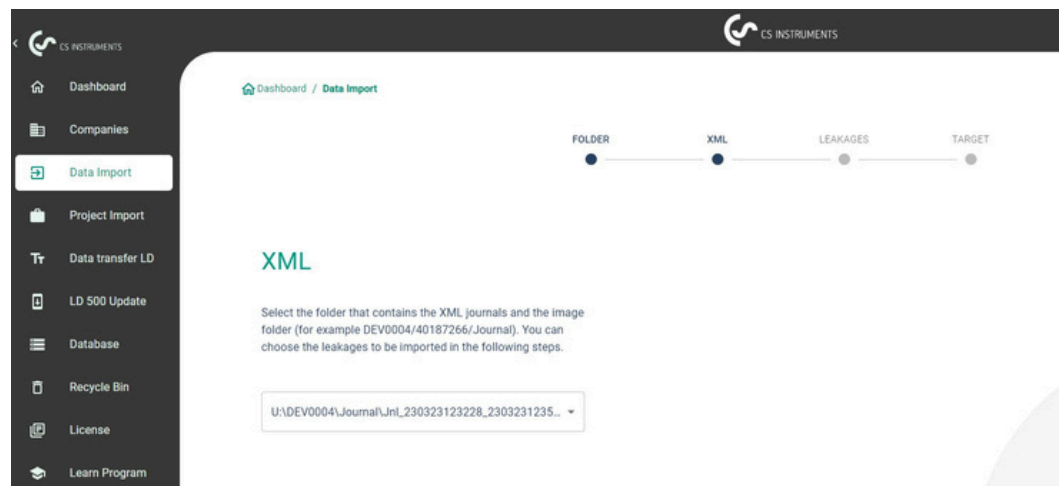 CS INSTRUMENTS
CS INSTRUMENTS
Dashboard
Companies
Data Import
Project Import
Data transfer LD
LD 500 Update
Database
Recycle Bin
License
Learn Program
Dashboard / Data Import
FOLDER XML LEAKAGES TARGET
XML
Select the folder that contains the XML journals and the image
folder (for example DEV0004/40187266/Journal). You can
choose the leakages to be imported in the following steps.
U:\DEV0004\Journal\Jnl_230323123228_2303231235...